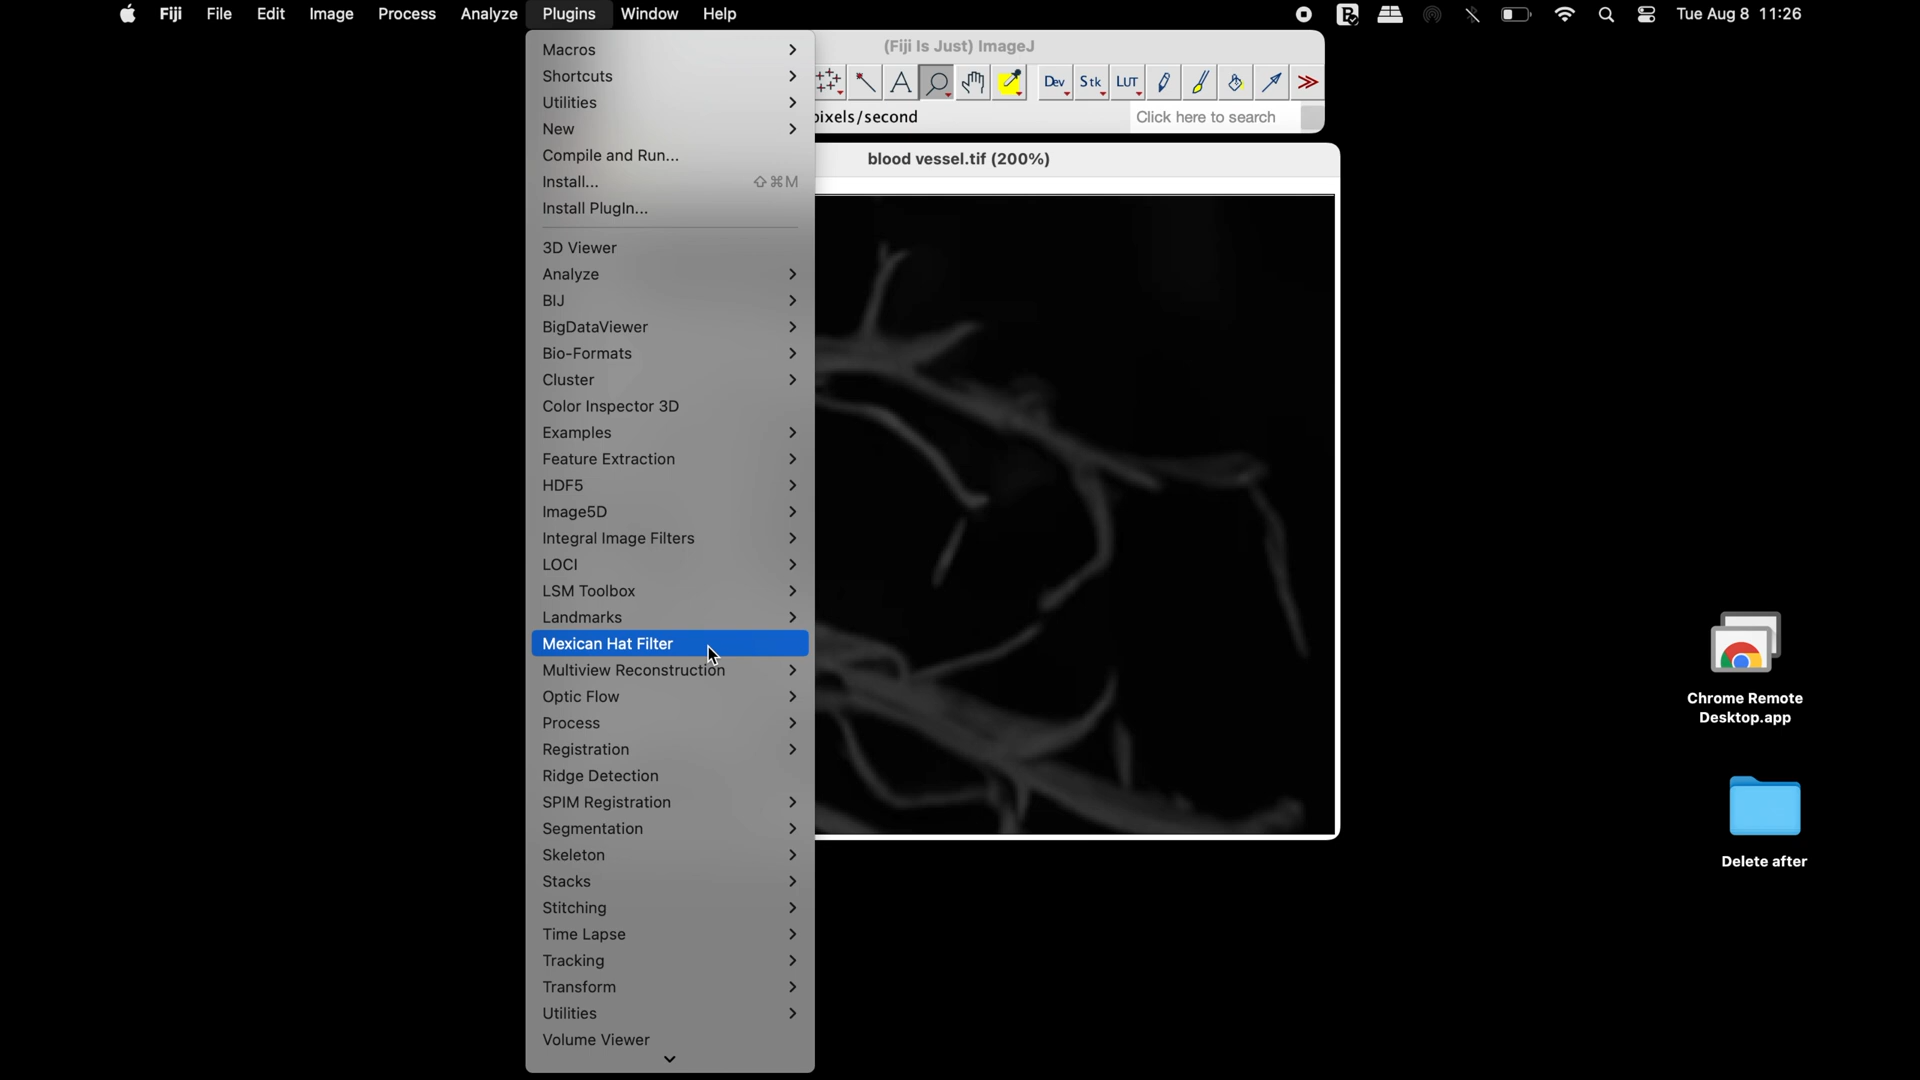 Fiji File Edit Image Process Analyze Plugins Window Help Tue Aug 8 11:26
Macros
Shortcuts
Utilities
New
Compile and Run...
Install... ⇧⌘M
Install PlugIn...
3D Viewer
Analyze
BIJ
BigDataViewer
Bio-Formats
Cluster
Color Inspector 3D
Examples
Feature Extraction
HDF5
Image5D
Integral Image Filters
LOCI
LSM Toolbox
Landmarks
Mexican Hat Filter
Multiview Reconstruction
Optic Flow
Process
Registration
Ridge Detection
SPIM Registration
Segmentation
Skeleton
Stacks
Stitching
Time Lapse
Tracking
Transform
Utilities
Volume Viewer
(Fiji Is Just) ImageJ
A Dev Stk LUT
pixels/second Click here to search
blood vessel.tif (200%)
Chrome Remote
Desktop.app
Delete after